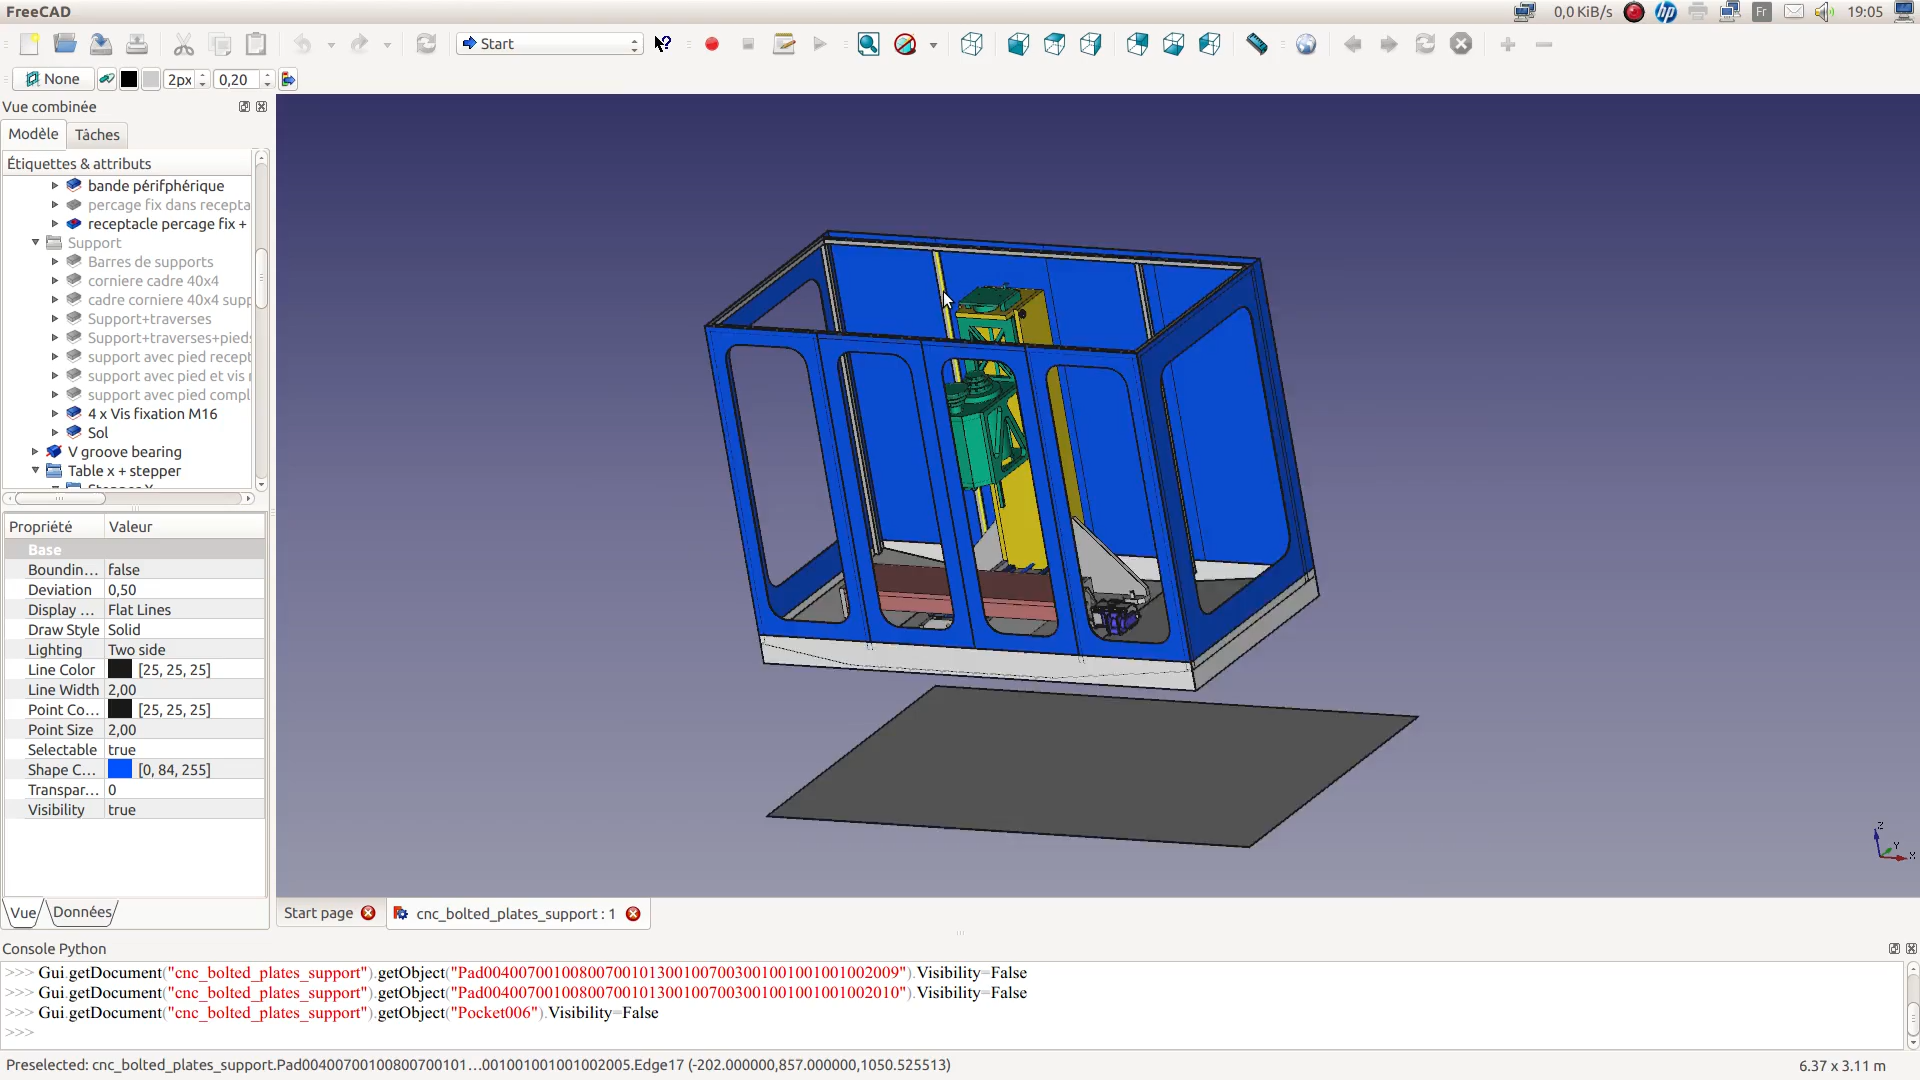 FreeCAD
0,0 KiB/s
Fr
19:05
Start
None
2px
0,20
Vue combinée
Modèle
Tâches
Étiquettes & attributs
bande périfphérique
percage fix dans recepta
receptacle percage fix +
Support
Barres de supports
corniere cadre 40x4
cadre corniere 40x4 supp
Support+traverses
Support+traverses+pieds
support avec pied recept
support avec pied et vis
support avec pied compl
4 x Vis fixation M16
Sol
V groove bearing
Table x + stepper
Propriété Valeur
Base
Boundin... false
Deviation 0,50
Display ... Flat Lines
Draw Style Solid
Lighting Two side
Line Color [25, 25, 25]
Line Width 2,00
Point Co... [25, 25, 25]
Point Size 2,00
Selectable true
Shape C... [0, 84, 255]
Transpar... 0
Visibility true
Z
Y
X
Vue
Données
Start page
cnc_bolted_plates_support : 1
Console Python
>>> Gui.getDocument("cnc_bolted_plates_support").getObject("Pad004007001008007001013001007003001001001001002009").Visibility=False
>>> Gui.getDocument("cnc_bolted_plates_support").getObject("Pad004007001008007001013001007003001001001001002010").Visibility=False
>>> Gui.getDocument("cnc_bolted_plates_support").getObject("Pocket006").Visibility=False
>>>
Preselected: cnc_bolted_plates_support.Pad00400700100800700101...001001001001002005.Edge17 (-202.000000,857.000000,1050.525513)
6.37 x 3.11 m